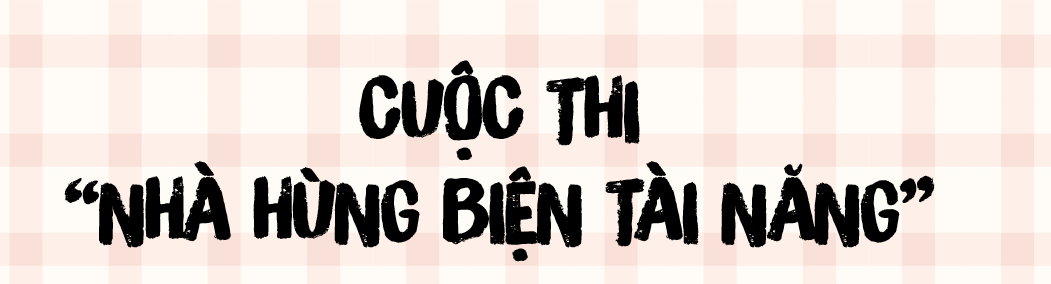 CUỘC THI
“NHÀ HÙNG BIỆN TÀI NĂNG”